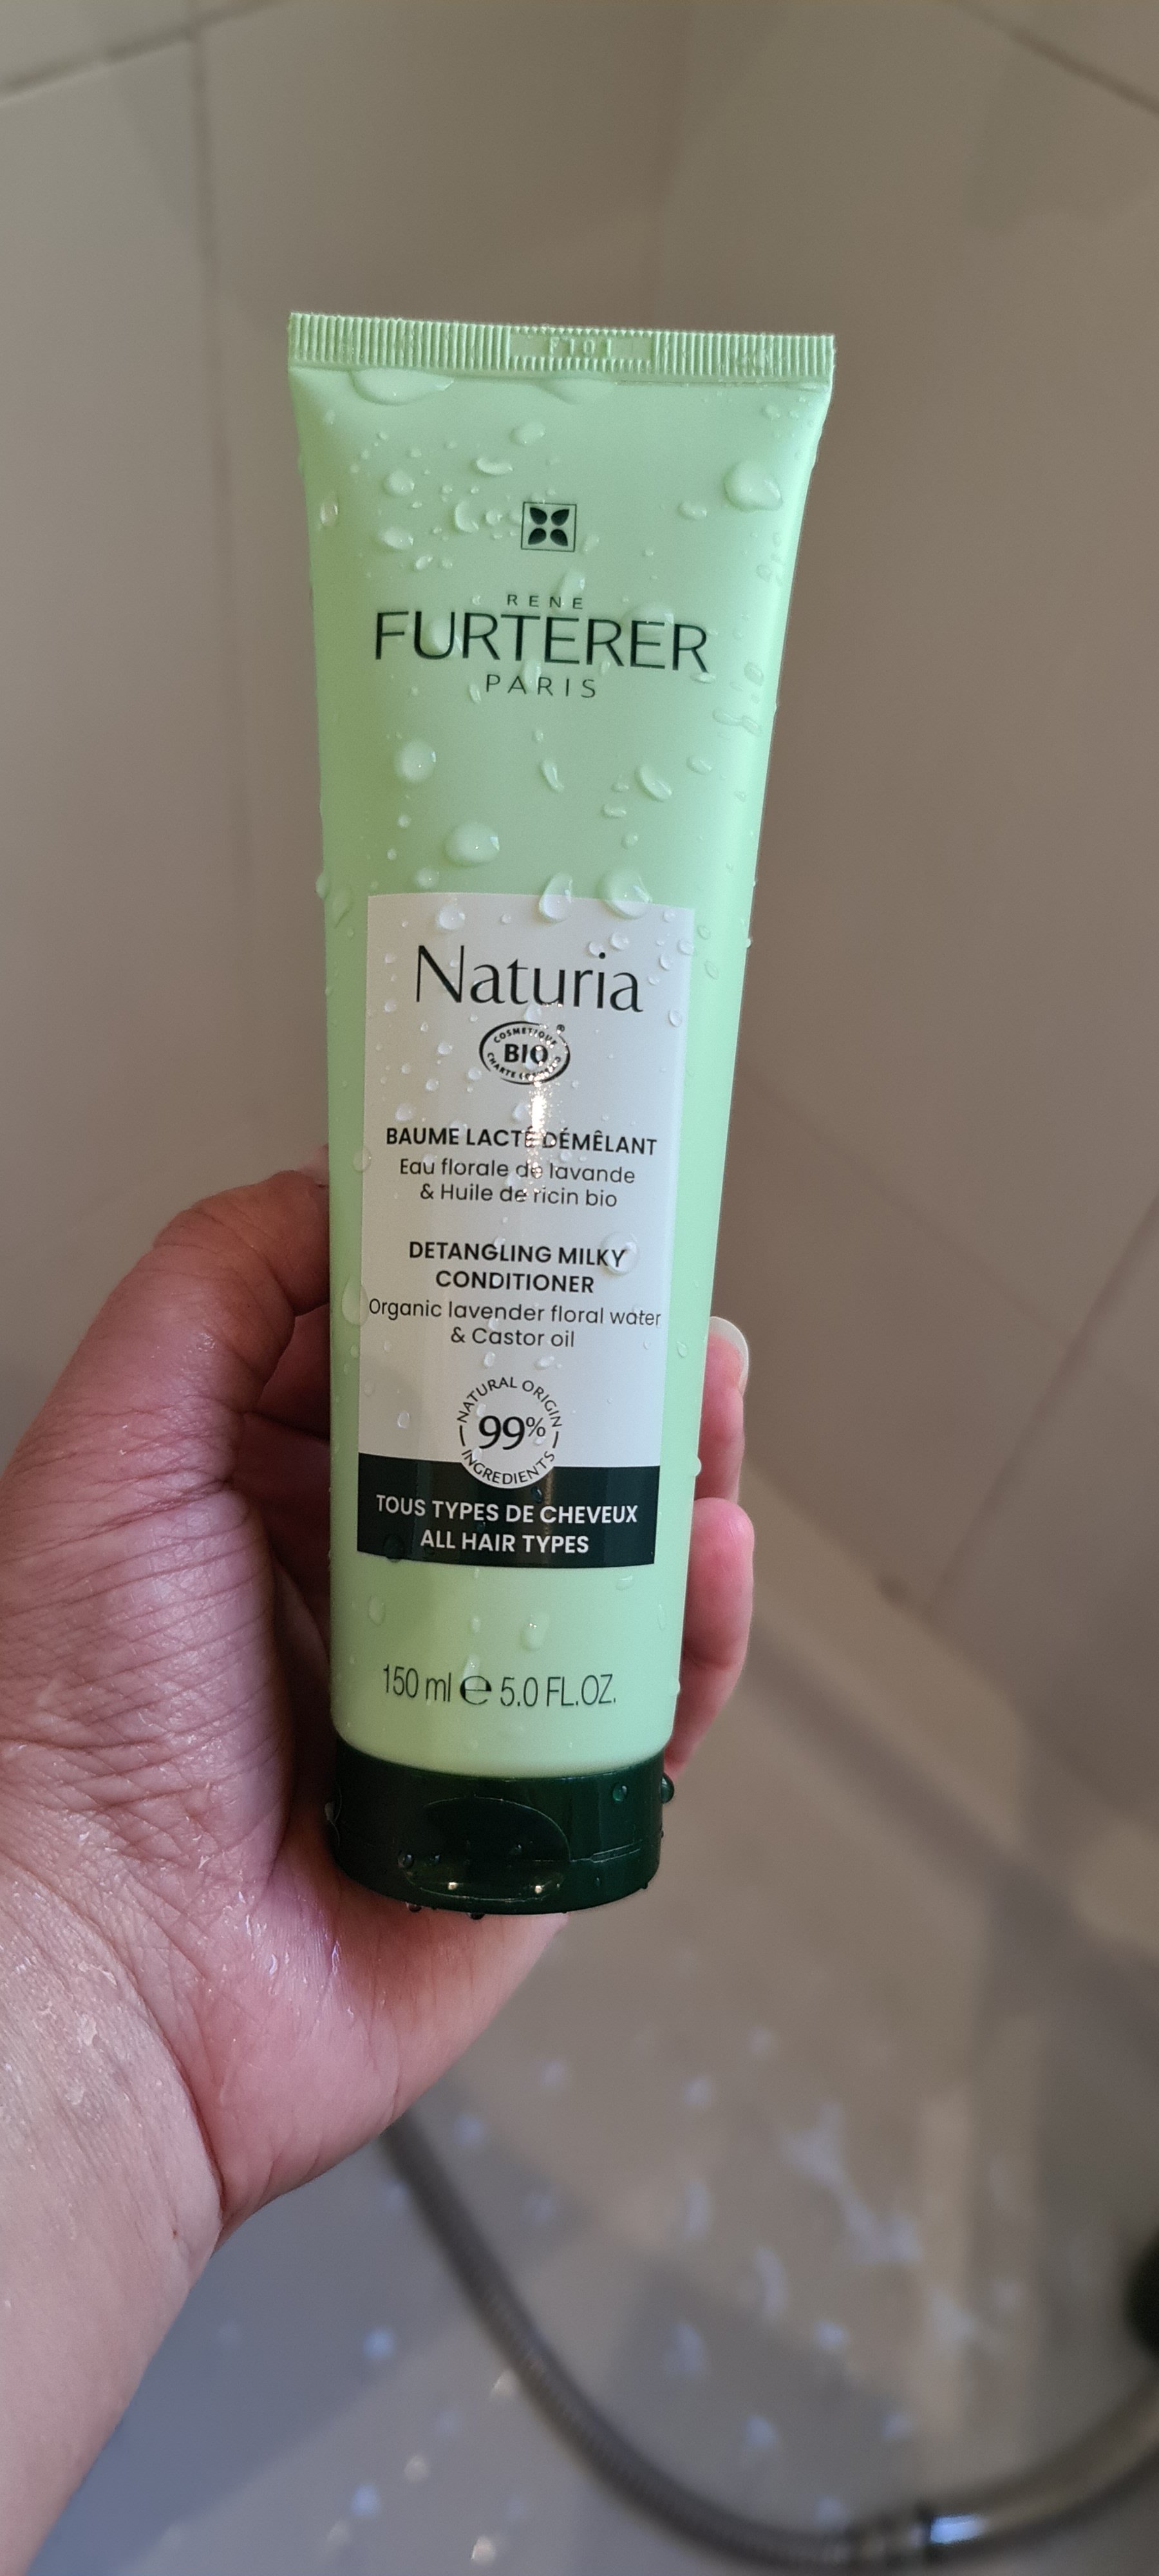 F101
RENE
FURTERER
PARIS
Naturia
COSMETIQUE
BIO
®
BAUME LACTÉ DÉMÊLANT
Eau florale de lavande
& Huile de ricin bio
DETANGLING MILKY
CONDITIONER
Organic lavender floral water
& Castor oil
NATURAL ORIGIN
99%
INGREDIENTS
TOUS TYPES DE CHEVEUX
ALL HAIR TYPES
150 ml ℮ 5.0 FL.OZ.